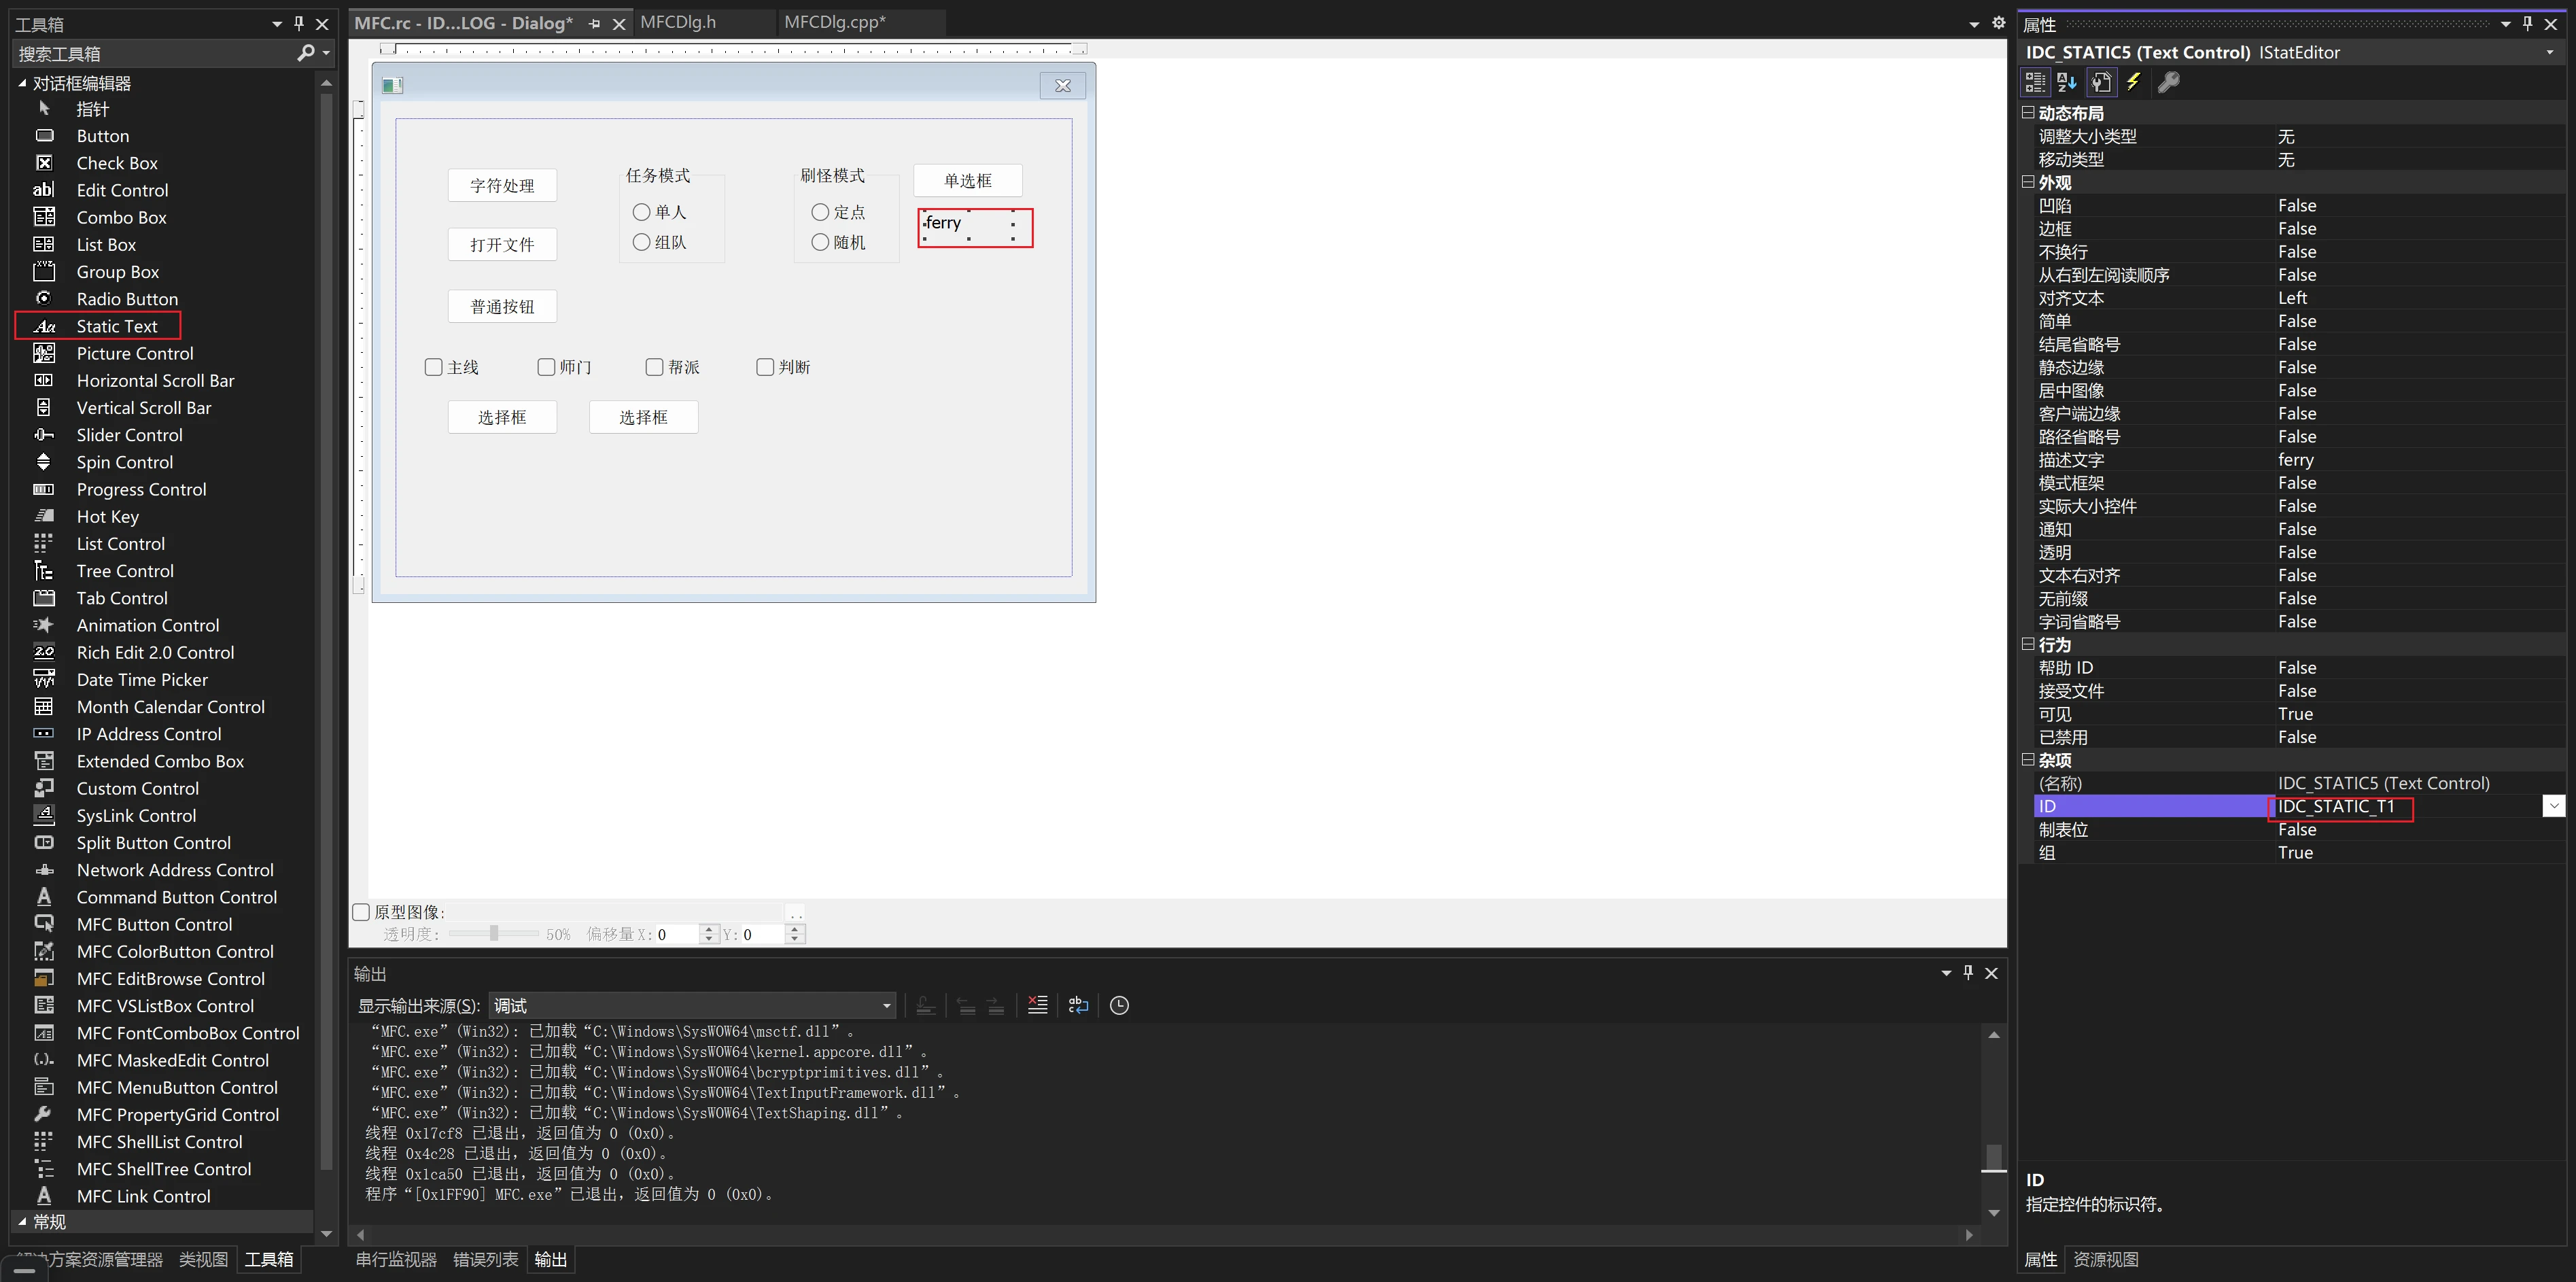 工具箱
搜索工具箱
对话框编辑器
指针
Button
Check Box
Edit Control
Combo Box
List Box
Group Box
Radio Button
Static Text
Picture Control
Horizontal Scroll Bar
Vertical Scroll Bar
Slider Control
Spin Control
Progress Control
Hot Key
List Control
Tree Control
Tab Control
Animation Control
Rich Edit 2.0 Control
Date Time Picker
Month Calendar Control
IP Address Control
Extended Combo Box
Custom Control
SysLink Control
Split Button Control
Network Address Control
Command Button Control
MFC Button Control
MFC ColorButton Control
MFC EditBrowse Control
MFC VSListBox Control
MFC FontComboBox Control
MFC MaskedEdit Control
MFC MenuButton Control
MFC PropertyGrid Control
MFC ShellList Control
MFC ShellTree Control
MFC Link Control
常规
方案资源管理器 类视图 工具箱
MFC.rc - ID...LOG - Dialog* MFCDlg.h MFCDlg.cpp*
字符处理 任务模式 刷怪模式 单选框
单人 定点 ferry
打开文件 组队 随机
普通按钮
主线 师门 帮派 判断
选择框 选择框
原型图像: ..
透明度: 50% 偏移量 X: 0 Y: 0
输出
显示输出来源(S): 调试
“MFC.exe”(Win32): 已加载“C:\Windows\SysWOW64\msctf.dll”。
“MFC.exe”(Win32): 已加载“C:\Windows\SysWOW64\kernel.appcore.dll”。
“MFC.exe”(Win32): 已加载“C:\Windows\SysWOW64\bcryptprimitives.dll”。
“MFC.exe”(Win32): 已加载“C:\Windows\SysWOW64\TextInputFramework.dll”。
“MFC.exe”(Win32): 已加载“C:\Windows\SysWOW64\TextShaping.dll”。
线程 0x17cf8 已退出，返回值为 0 (0x0)。
线程 0x4c28 已退出，返回值为 0 (0x0)。
线程 0x1ca50 已退出，返回值为 0 (0x0)。
程序“[0x1FF90] MFC.exe”已退出，返回值为 0 (0x0)。
串行监视器 错误列表 输出
属性
IDC_STATIC5 (Text Control) IStatEditor
动态布局
调整大小类型 无
移动类型 无
外观
凹陷 False
边框 False
不换行 False
从右到左阅读顺序 False
对齐文本 Left
简单 False
结尾省略号 False
静态边缘 False
居中图像 False
客户端边缘 False
路径省略号 False
描述文字 ferry
模式框架 False
实际大小控件 False
通知 False
透明 False
文本右对齐 False
无前缀 False
字词省略号 False
行为
帮助 ID False
接受文件 False
可见 True
已禁用 False
杂项
(名称) IDC_STATIC5 (Text Control)
ID IDC_STATIC_T1
制表位 False
组 True
ID
指定控件的标识符。
属性 资源视图